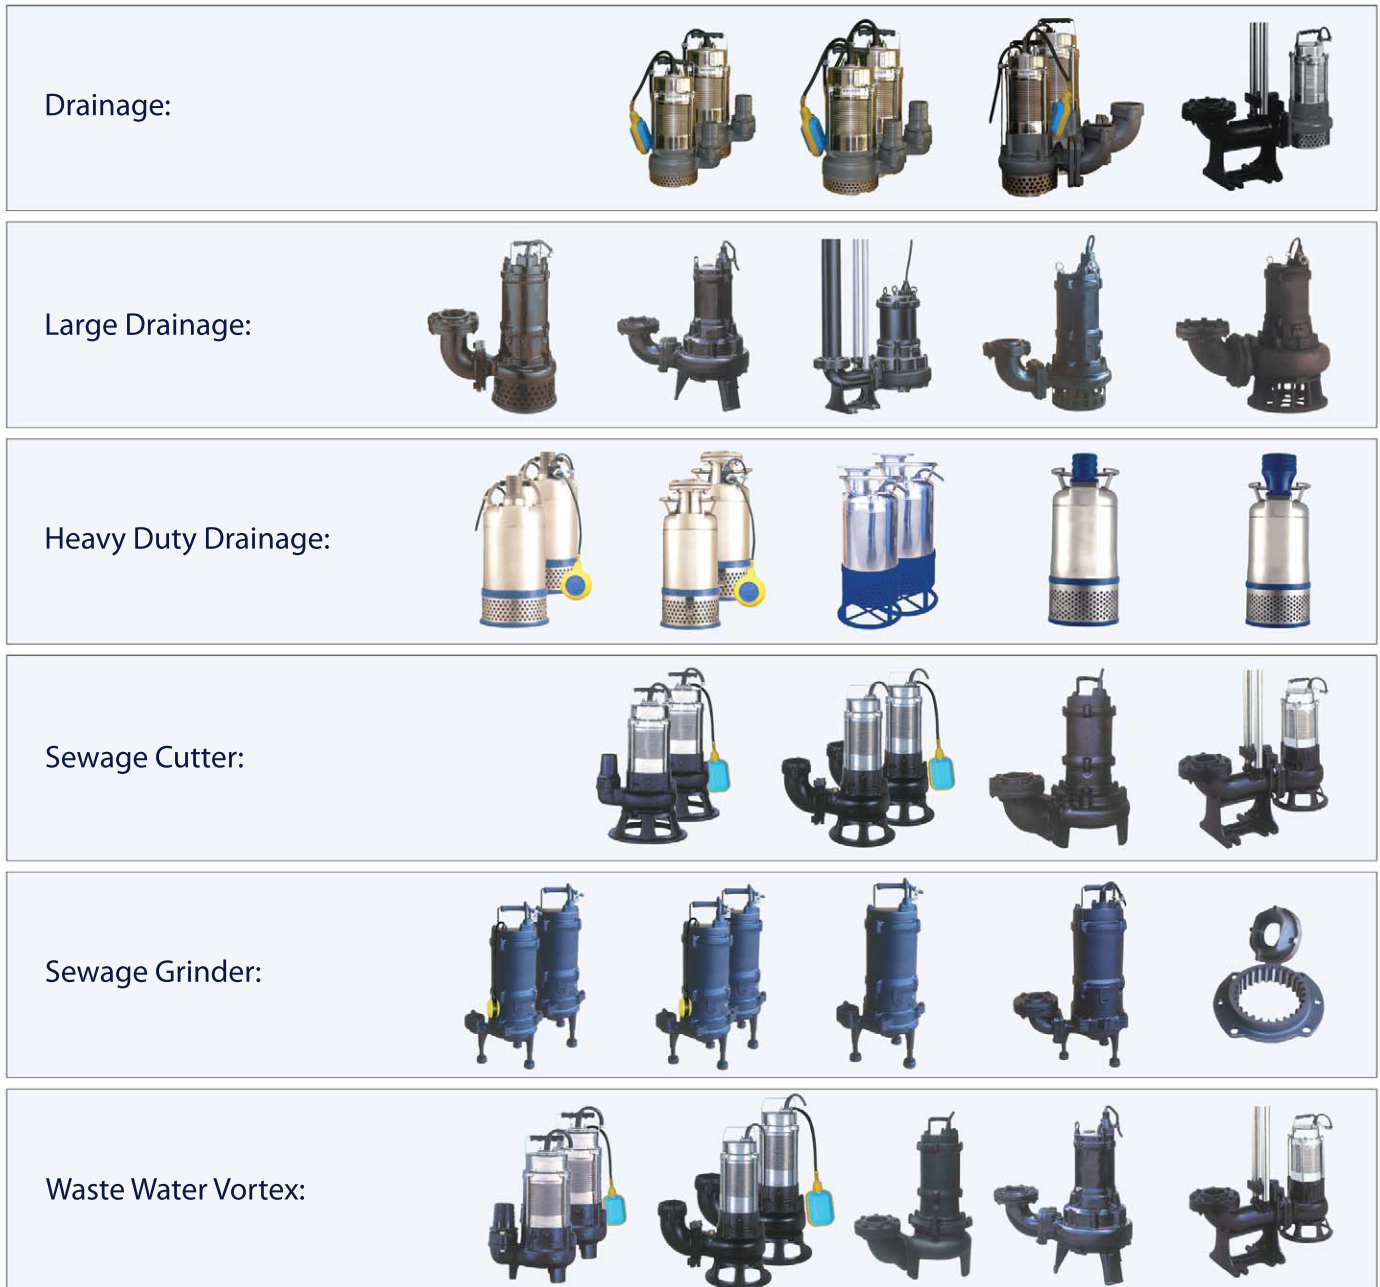 Drainage:
Large Drainage:
Heavy Duty Drainage:
Sewage Cutter:
Sewage Grinder:
Waste Water Vortex: